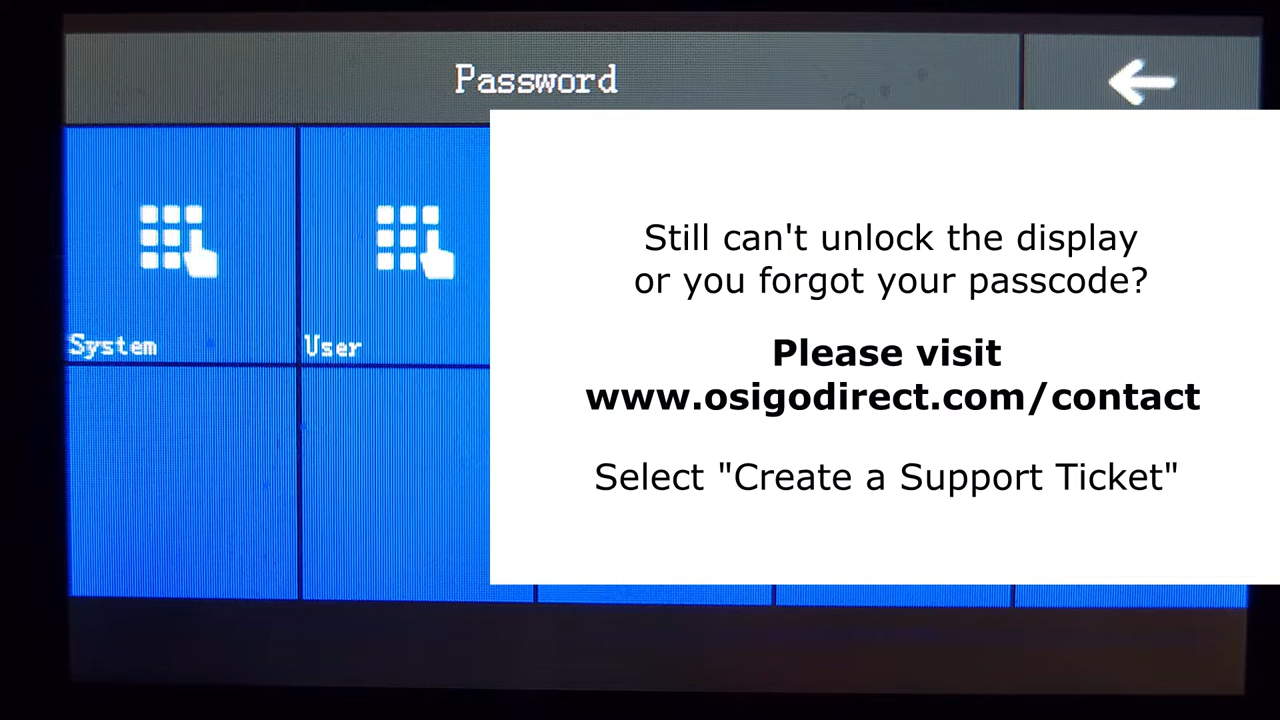 Password
System
User
Still can't unlock the display
or you forgot your passcode?
Please visit
www.osigodirect.com/contact
Select "Create a Support Ticket"